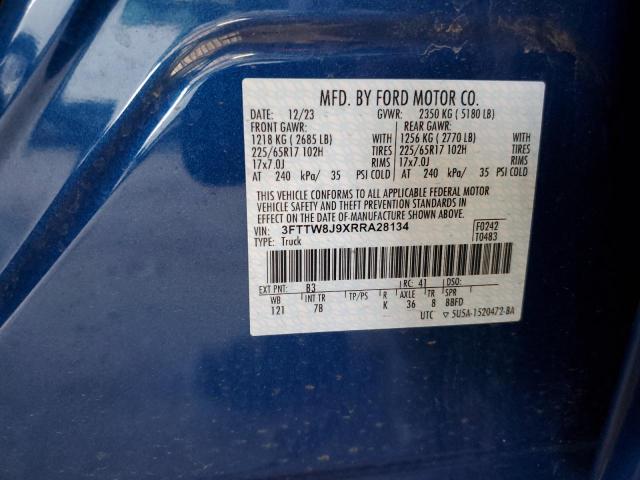 MFD. BY FORD MOTOR CO.
DATE: 12/23 GVWR: 2350 KG ( 5180 LB)
FRONT GAWR: REAR GAWR:
1218 KG ( 2685 LB) WITH 1256 KG ( 2770 LB) WITH
225/65R17 102H TIRES 225/65R17 102H TIRES
17x7.0J RIMS 17x7.0J RIMS
AT 240 kPa/ 35 PSI COLD AT 240 kPa/ 35 PSI COLD
THIS VEHICLE CONFORMS TO ALL APPLICABLE FEDERAL MOTOR
VEHICLE SAFETY AND THEFT PREVENTION STANDARDS IN
EFFECT ON THE DATE OF MANUFACTURE SHOWN ABOVE.
VIN: 3FTTW8J9XRRA28134 F0242
TYPE: Truck T0483
EXT PNT: B3 RC: 41 DSO:
WB INT TR TP/PS R AXLE TR SPR
121 78 K 36 8 BBFD
UTC 5U5A-1520472-BA